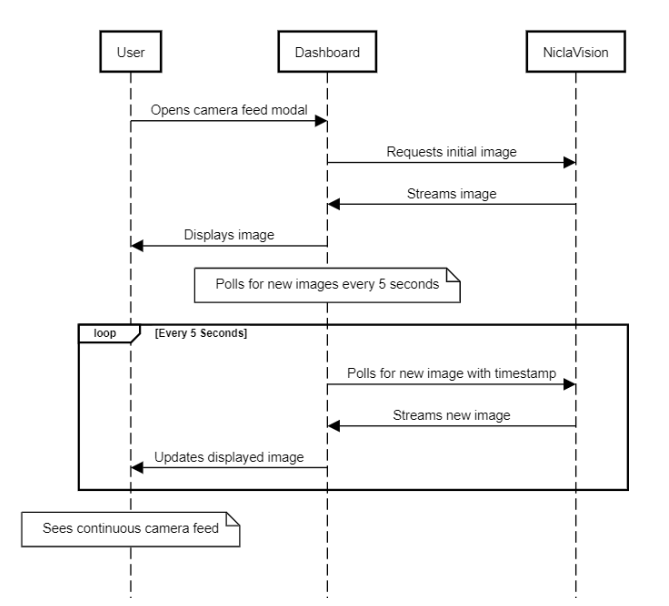 User
Dashboard
NiclaVision
Opens camera feed modal
Requests initial image
Streams image
Displays image
Polls for new images every 5 seconds
loop
[Every 5 Seconds]
Polls for new image with timestamp
Streams new image
Updates displayed image
Sees continuous camera feed